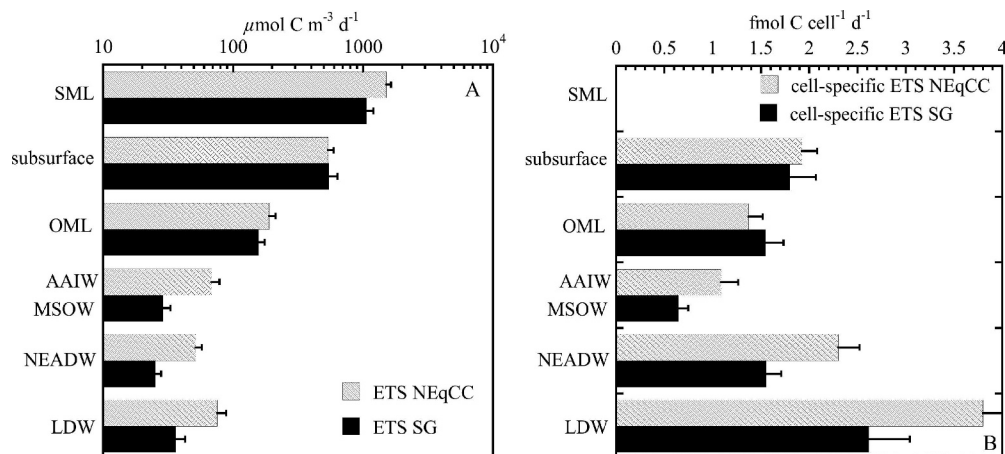 µmol C m⁻³ d⁻¹
10 100 1000 10⁴
A
SML
subsurface
OML
AAIW
MSOW
NEADW
LDW
ETS NEqCC
ETS SG
fmol C cell⁻¹ d⁻¹
0 0.5 1 1.5 2 2.5 3 3.5 4
cell-specific ETS NEqCC
SML
cell-specific ETS SG
subsurface
OML
AAIW
MSOW
NEADW
LDW
B